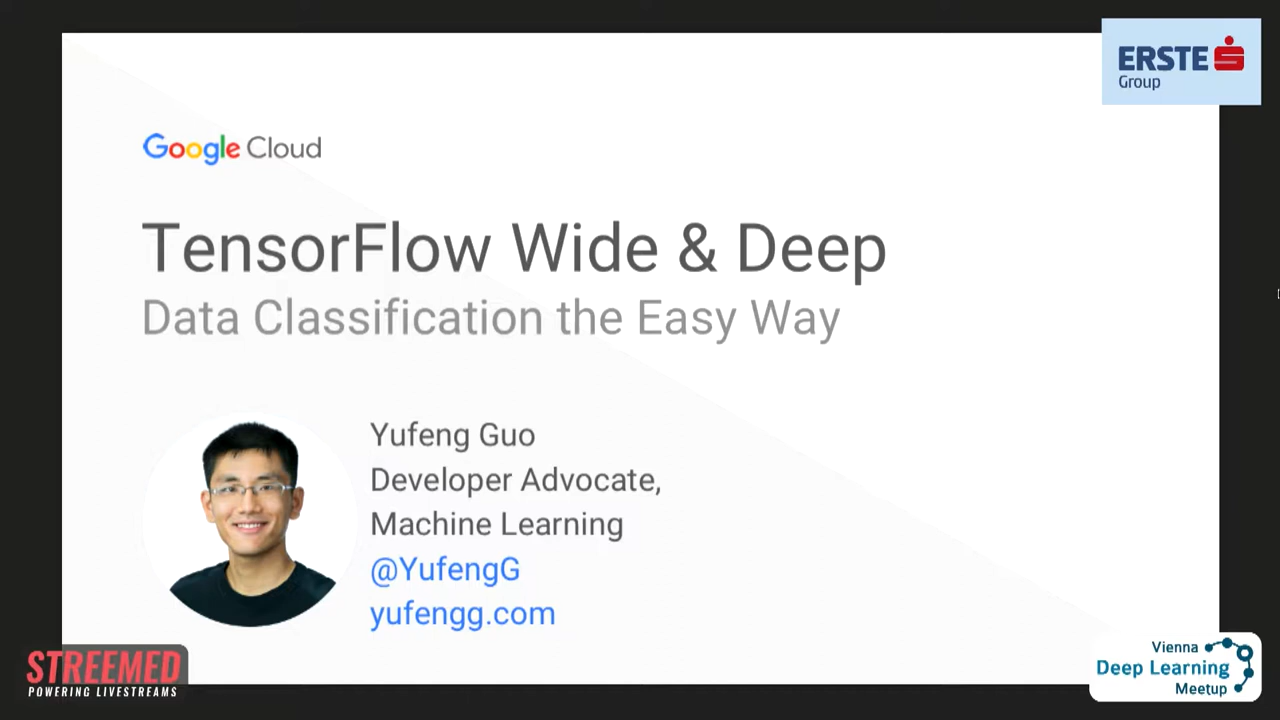 ERSTE
Group
Google Cloud
TensorFlow Wide & Deep
Data Classification the Easy Way
Yufeng Guo
Developer Advocate,
Machine Learning
@YufengG
yufengg.com
STREEMED
POWERING LIVESTREAMS
Vienna
Deep Learning
Meetup